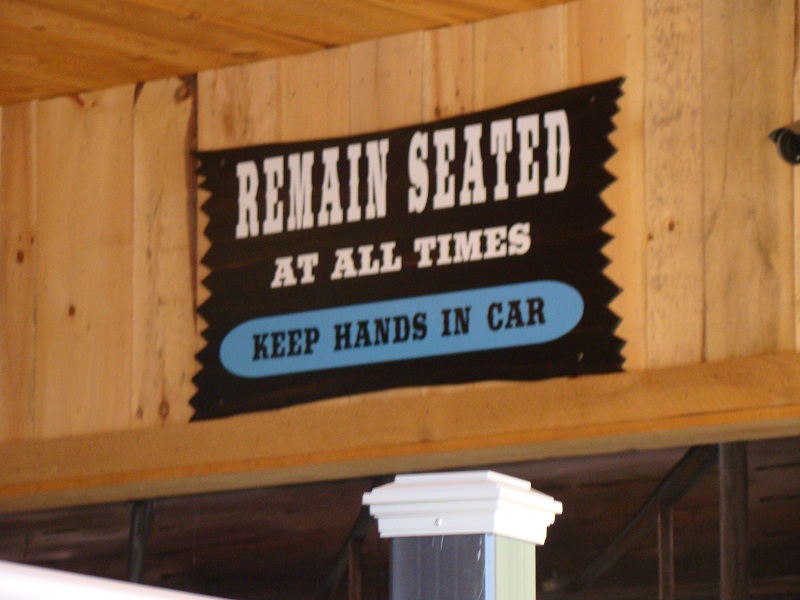 REMAIN SEATED
AT ALL TIMES
KEEP HANDS IN CAR